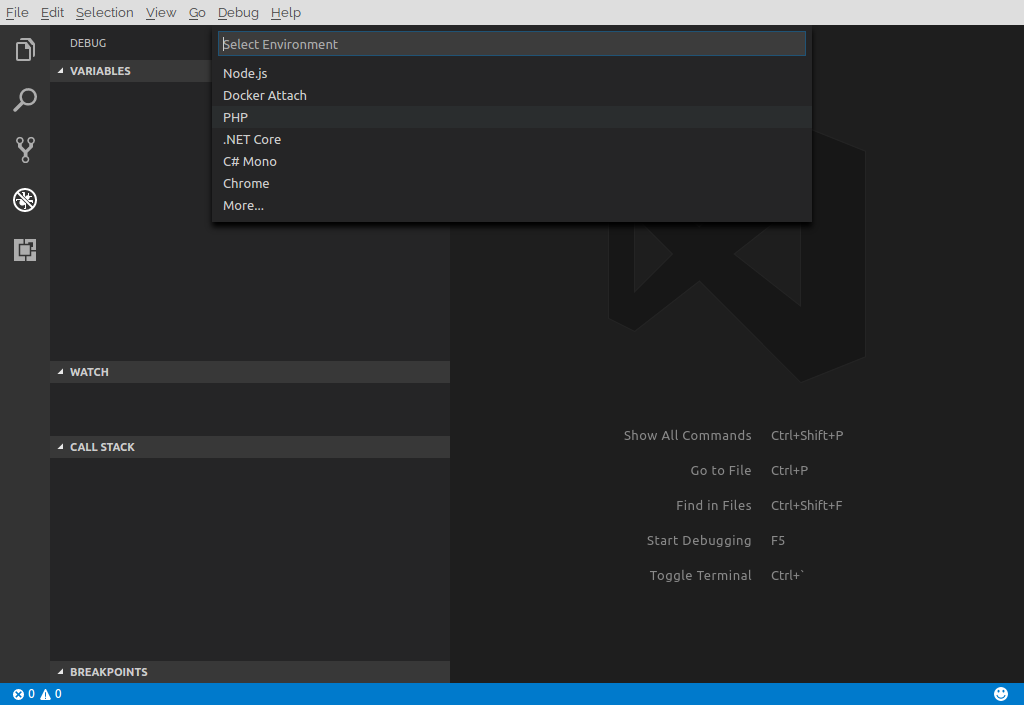 File Edit Selection View Go Debug Help
DEBUG
VARIABLES
Select Environment
Node.js
Docker Attach
PHP
.NET Core
C# Mono
Chrome
More...
WATCH
CALL STACK
BREAKPOINTS
Show All Commands Ctrl+Shift+P
Go to File Ctrl+P
Find in Files Ctrl+Shift+F
Start Debugging F5
Toggle Terminal Ctrl+`
0 0